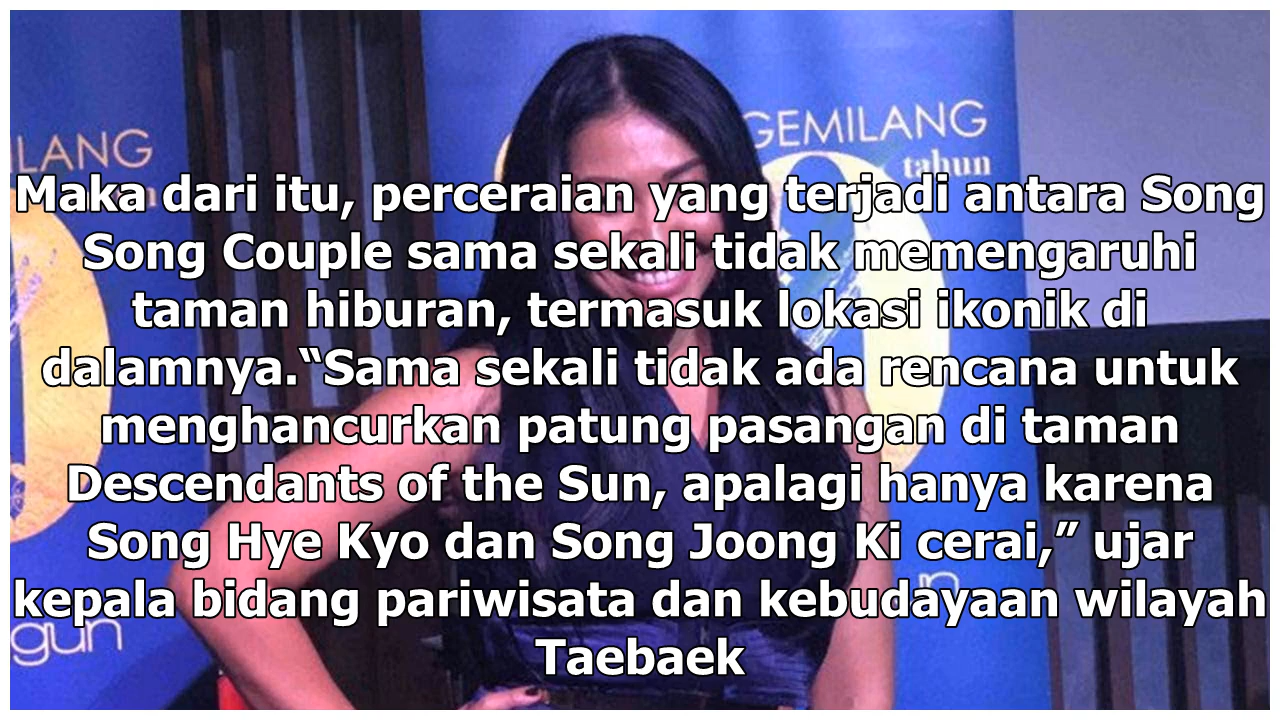 ILANG
GEMILANG
tahun
Maka dari itu, perceraian yang terjadi antara Song
Song Couple sama sekali tidak memengaruhi
taman hiburan, termasuk lokasi ikonik di
dalamnya.“Sama sekali tidak ada rencana untuk
menghancurkan patung pasangan di taman
Descendants of the Sun, apalagi hanya karena
Song Hye Kyo dan Song Joong Ki cerai,” ujar
kepala bidang pariwisata dan kebudayaan wilayah
Taebaek
gun